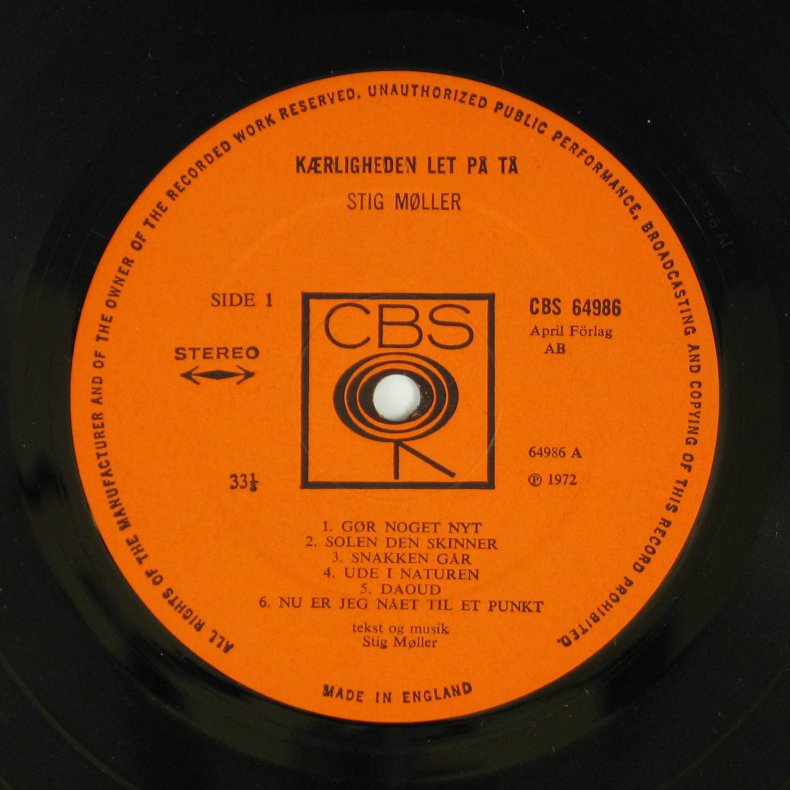 ALL RIGHTS OF THE MANUFACTURER AND OF THE OWNER OF THE RECORDED WORK RESERVED. UNAUTHORIZED PUBLIC PERFORMANCE, BROADCASTING AND COPYING OF THIS RECORD PROHIBITED.
KÆRLIGHEDEN LET PÅ TÅ
STIG MØLLER
SIDE 1
STEREO
33⅓
CBS
CBS 64986
April Förlag
AB
64986 A
℗ 1972
1. GØR NOGET NYT
2. SOLEN DEN SKINNER
3. SNAKKEN GÅR
4. UDE I NATUREN
5. DAOUD
6. NU ER JEG NÅET TIL ET PUNKT
tekst og musik
Stig Møller
MADE IN ENGLAND